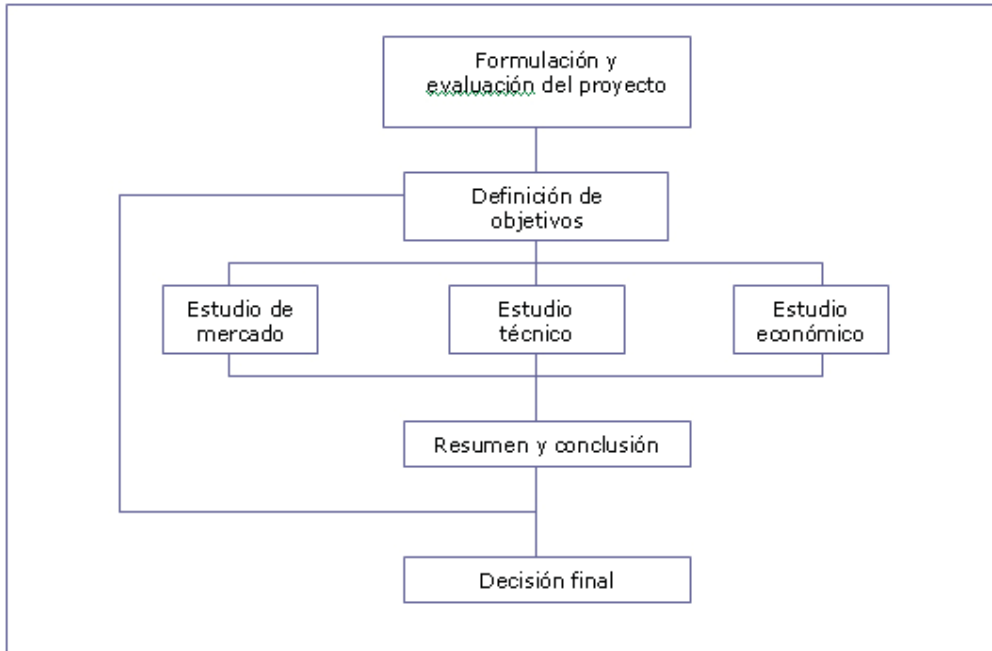 Formulación y
evaluación del proyecto
Definición de
objetivos
Estudio de
mercado
Estudio
técnico
Estudio
económico
Resumen y conclusión
Decisión final